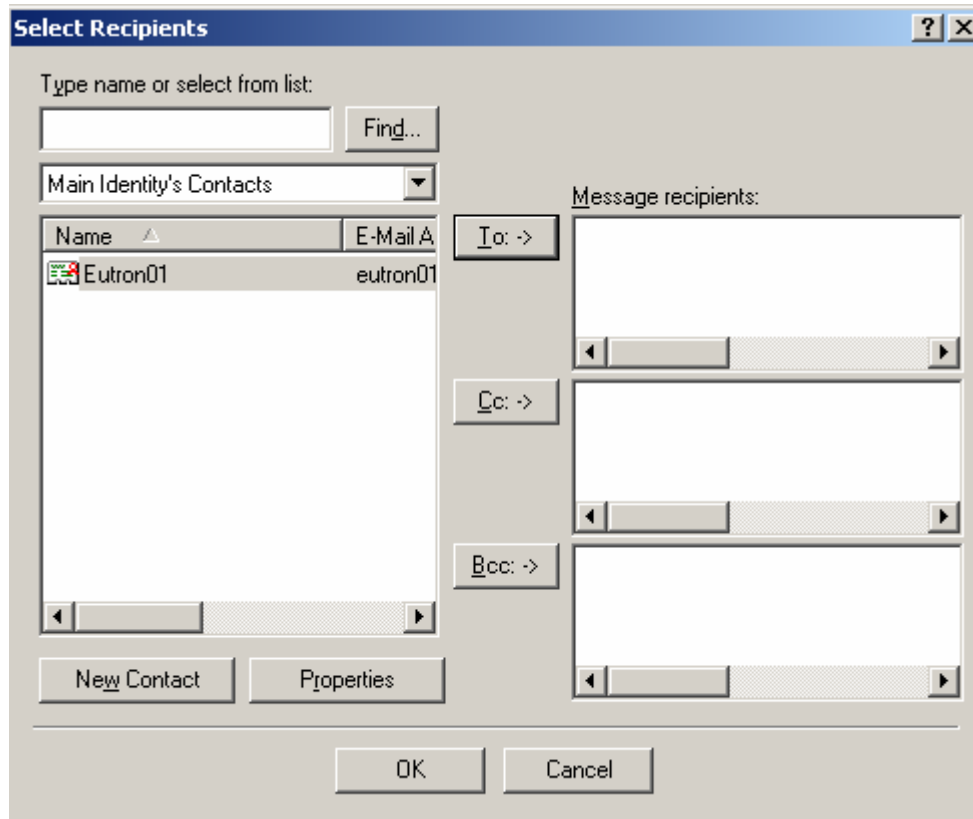 Select Recipients
Type name or select from list:
Find...
Main Identity's Contacts
Message recipients:
Name E-Mail A
To: ->
Eutron01 eutron01
Cc: ->
Bcc: ->
New Contact Properties
OK Cancel